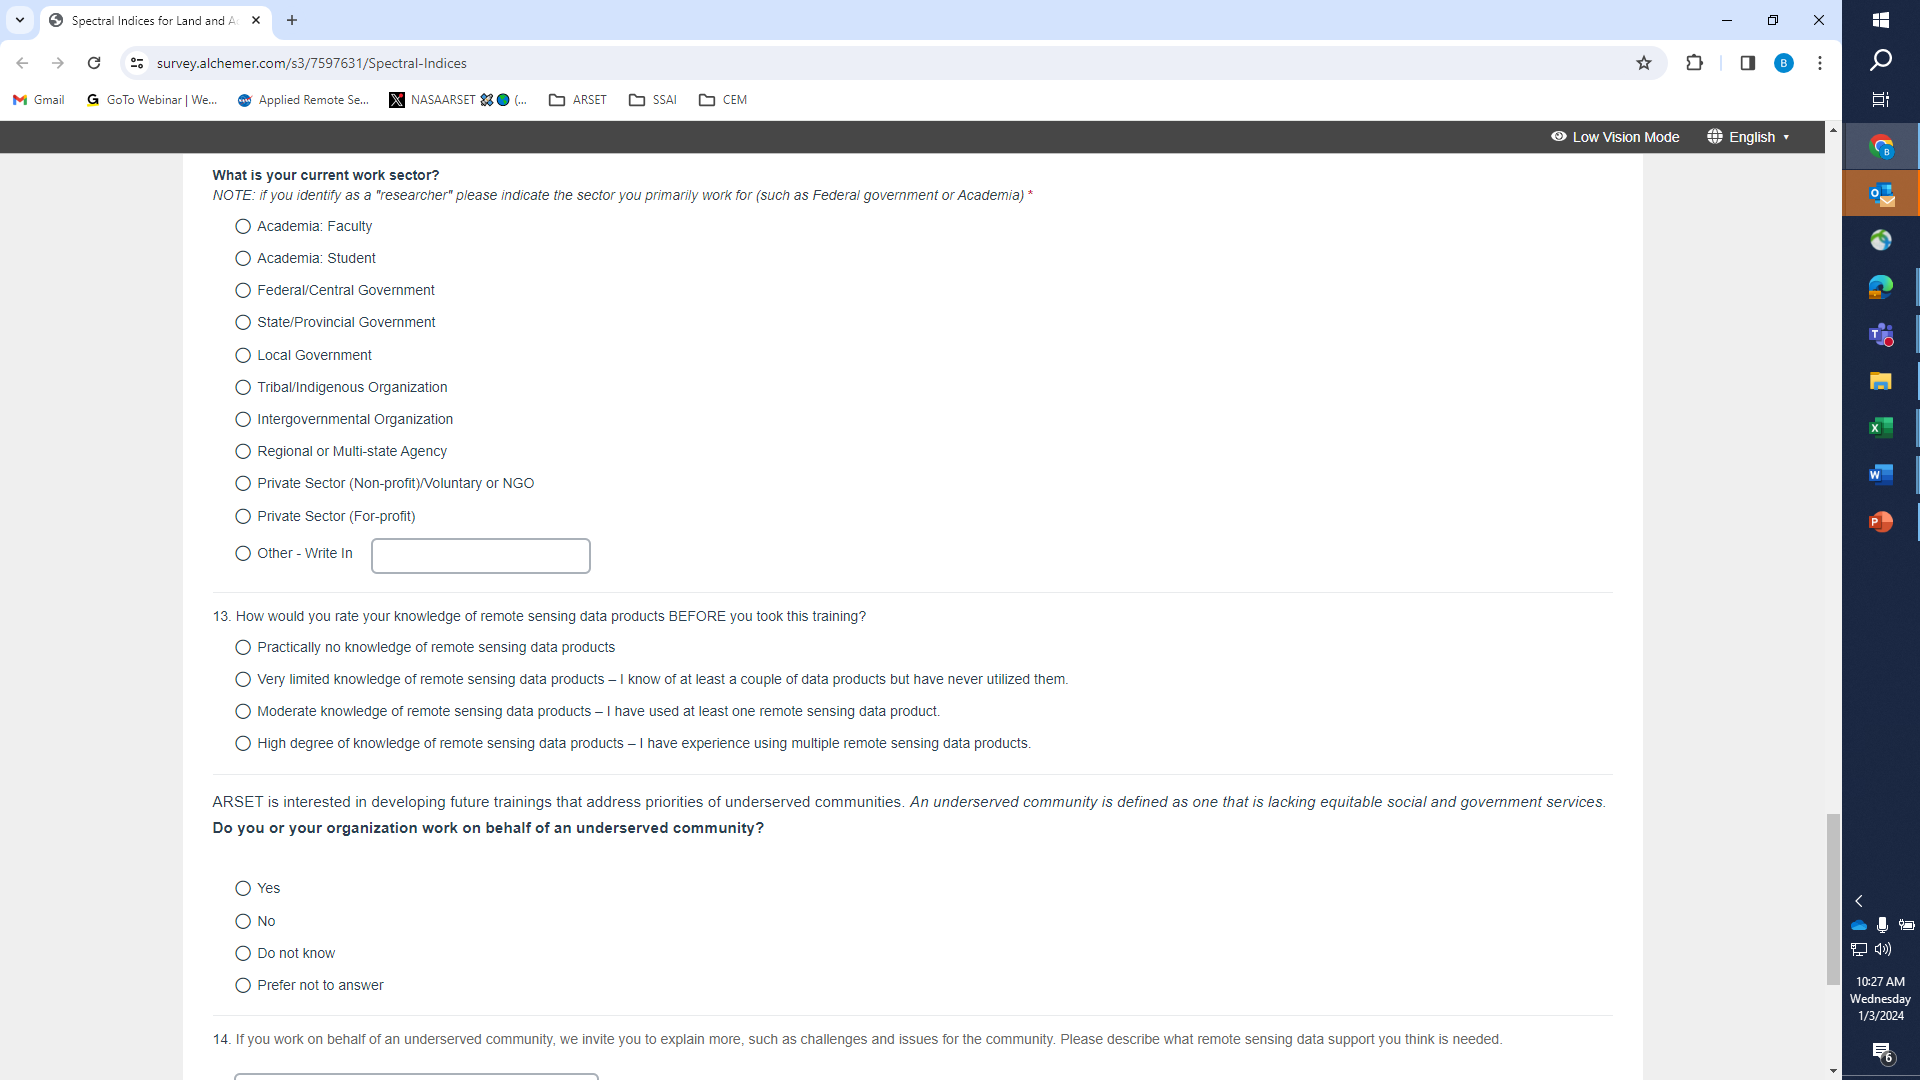 Spectral Indices for Land and A
survey.alchemer.com/s3/7597631/Spectral-Indices
B
Gmail
GoTo Webinar | We...
Applied Remote Se...
NASAARSET (...
ARSET
SSAI
CEM
Low Vision Mode
English
What is your current work sector?
NOTE: if you identify as a "researcher" please indicate the sector you primarily work for (such as Federal government or Academia) *
Academia: Faculty
Academia: Student
Federal/Central Government
State/Provincial Government
Local Government
Tribal/Indigenous Organization
Intergovernmental Organization
Regional or Multi-state Agency
Private Sector (Non-profit)/Voluntary or NGO
Private Sector (For-profit)
Other - Write In
13. How would you rate your knowledge of remote sensing data products BEFORE you took this training?
Practically no knowledge of remote sensing data products
Very limited knowledge of remote sensing data products – I know of at least a couple of data products but have never utilized them.
Moderate knowledge of remote sensing data products – I have used at least one remote sensing data product.
High degree of knowledge of remote sensing data products – I have experience using multiple remote sensing data products.
ARSET is interested in developing future trainings that address priorities of underserved communities. An underserved community is defined as one that is lacking equitable social and government services.
Do you or your organization work on behalf of an underserved community?
Yes
No
Do not know
Prefer not to answer
14. If you work on behalf of an underserved community, we invite you to explain more, such as challenges and issues for the community. Please describe what remote sensing data support you think is needed.
10:27 AM
Wednesday
1/3/2024
6